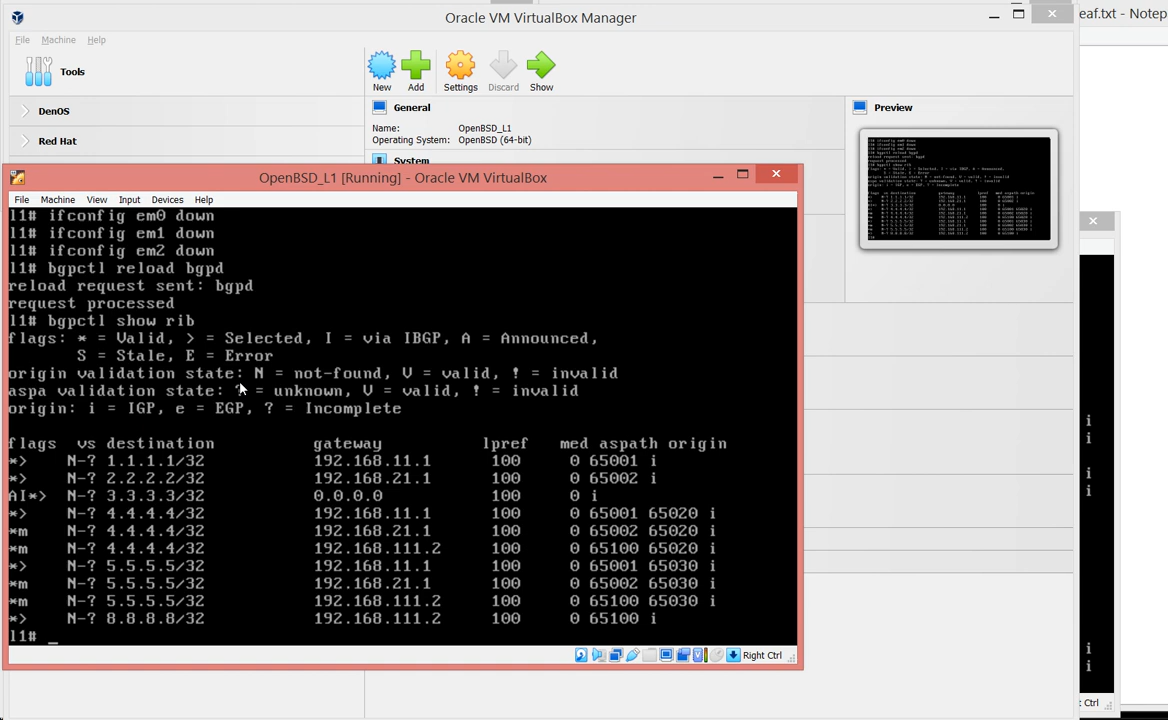 Oracle VM VirtualBox Manager
eaf.txt - Notep
File Machine Help
Tools
New Add Settings Discard Show
DenOS
Red Hat
General
Name: OpenBSD_L1
Operating System: OpenBSD (64-bit)
System
Preview
OpenBSD_L1 [Running] - Oracle VM VirtualBox
File Machine View Input Devices Help
l1# ifconfig em0 down
l1# ifconfig em1 down
l1# ifconfig em2 down
l1# bgpctl reload bgpd
reload request sent: bgpd
request processed
l1# bgpctl show rib
flags: * = Valid, > = Selected, I = via IBGP, A = Announced,
S = Stale, E = Error
origin validation state: N = not-found, V = valid, ! = invalid
aspa validation state: ? = unknown, V = valid, ! = invalid
origin: i = IGP, e = EGP, ? = Incomplete
flags vs destination gateway lpref med aspath origin
*> N-? 1.1.1.1/32 192.168.11.1 100 0 65001 i
*> N-? 2.2.2.2/32 192.168.21.1 100 0 65002 i
AI*> N-? 3.3.3.3/32 0.0.0.0 100 0 i
*> N-? 4.4.4.4/32 192.168.11.1 100 0 65001 65020 i
*m N-? 4.4.4.4/32 192.168.21.1 100 0 65002 65020 i
*m N-? 4.4.4.4/32 192.168.111.2 100 0 65100 65020 i
*> N-? 5.5.5.5/32 192.168.11.1 100 0 65001 65030 i
*m N-? 5.5.5.5/32 192.168.21.1 100 0 65002 65030 i
*m N-? 5.5.5.5/32 192.168.111.2 100 0 65100 65030 i
*> N-? 8.8.8.8/32 192.168.111.2 100 0 65100 i
l1# _
Right Ctrl
i
i
i
i
i
i
: Ctrl